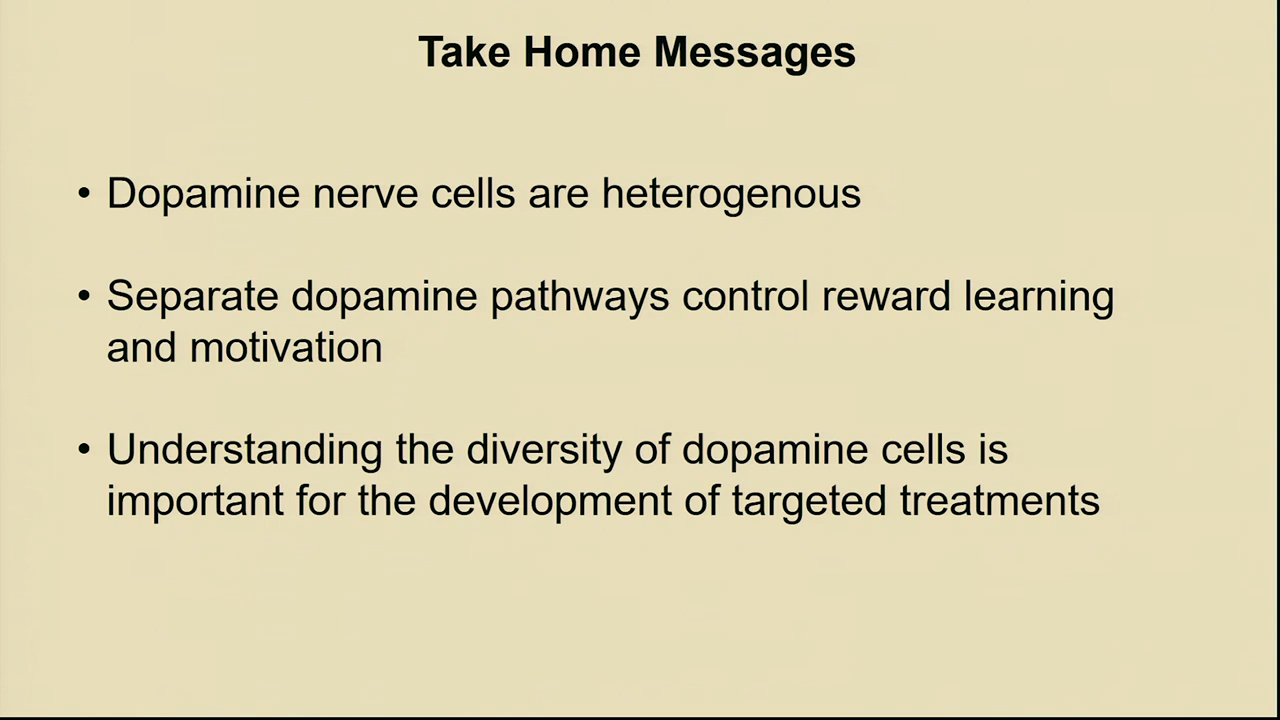 Take Home Messages
• Dopamine nerve cells are heterogenous
• Separate dopamine pathways control reward learning
and motivation
• Understanding the diversity of dopamine cells is
important for the development of targeted treatments